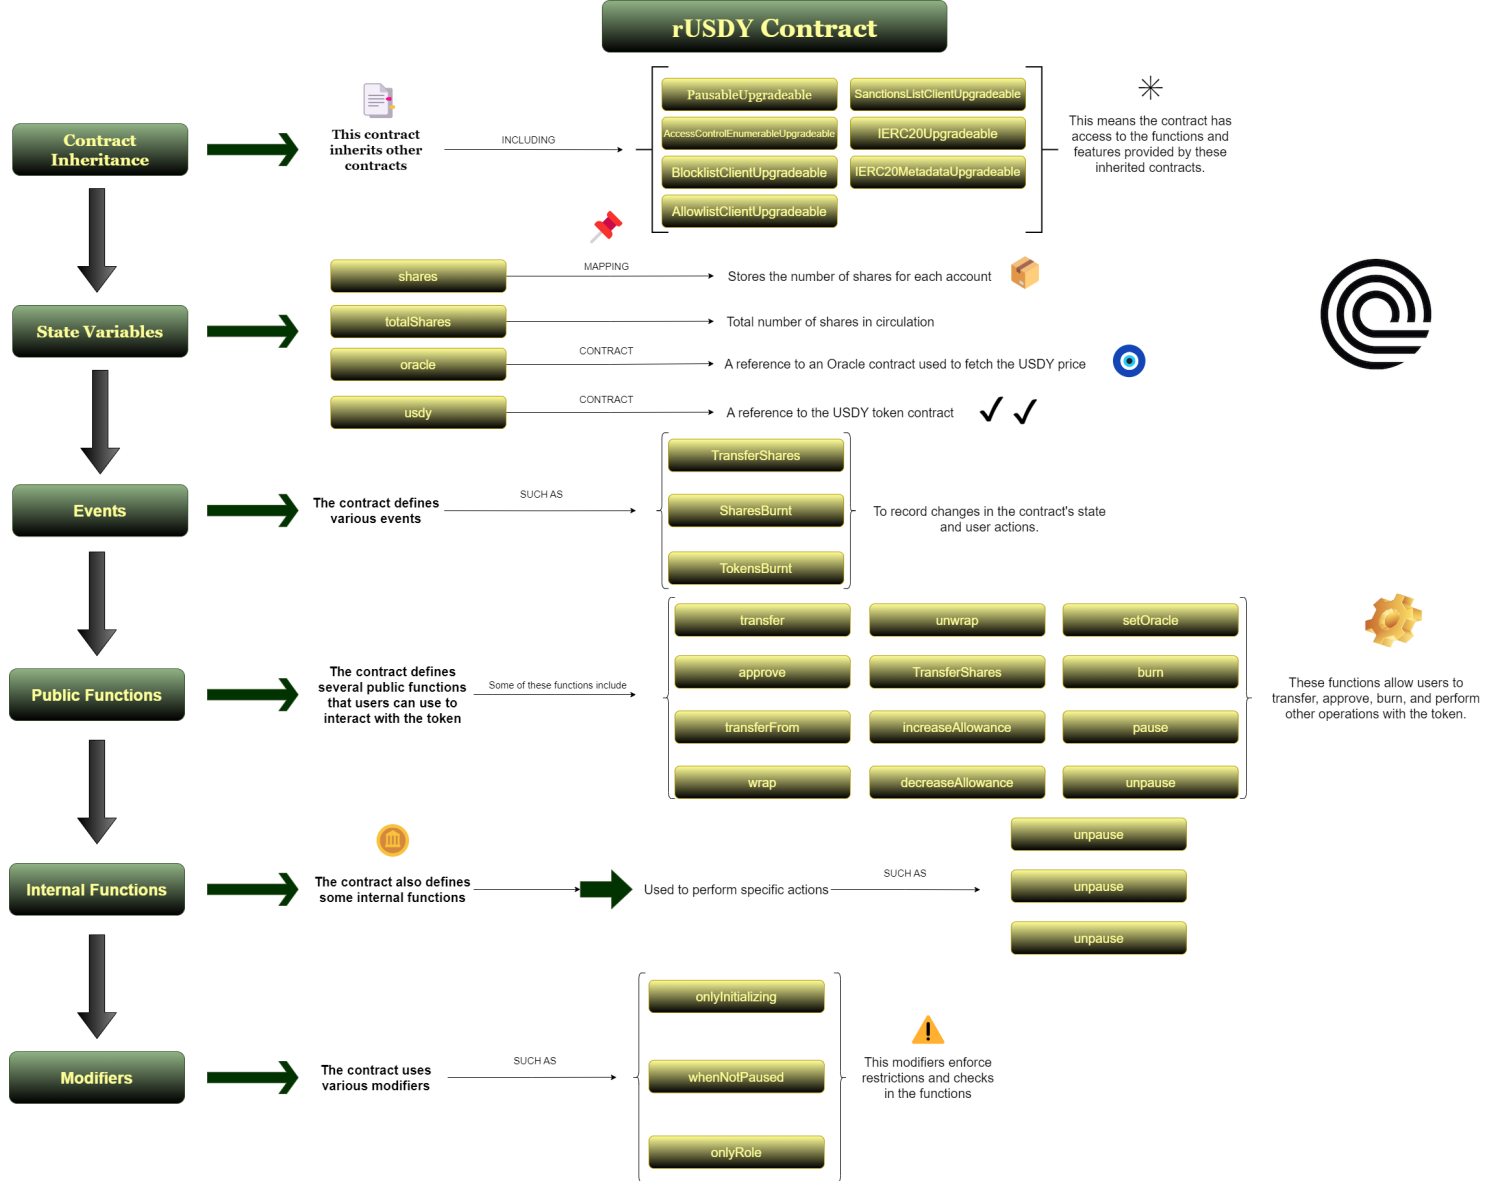 rUSDY Contract
Contract
Inheritance
This contract
inherits other
contracts
INCLUDING
PausableUpgradeable
SanctionsListClientUpgradeable
AccessControlEnumerableUpgradeable
IERC20Upgradeable
BlocklistClientUpgradeable
IERC20MetadataUpgradeable
AllowlistClientUpgradeable
This means the contract has
access to the functions and
features provided by these
inherited contracts.
State Variables
shares
MAPPING
Stores the number of shares for each account
totalShares
Total number of shares in circulation
oracle
CONTRACT
A reference to an Oracle contract used to fetch the USDY price
usdy
CONTRACT
A reference to the USDY token contract
Events
The contract defines
various events
SUCH AS
TransferShares
SharesBurnt
TokensBurnt
To record changes in the contract's state
and user actions.
Public Functions
The contract defines
several public functions
that users can use to
interact with the token
Some of these functions include
transfer
unwrap
setOracle
approve
TransferShares
burn
transferFrom
increaseAllowance
pause
wrap
decreaseAllowance
unpause
These functions allow users to
transfer, approve, burn, and perform
other operations with the token.
Internal Functions
The contract also defines
some internal functions
Used to perform specific actions
SUCH AS
unpause
unpause
unpause
Modifiers
The contract uses
various modifiers
SUCH AS
onlyInitializing
whenNotPaused
onlyRole
This modifiers enforce
restrictions and checks
in the functions